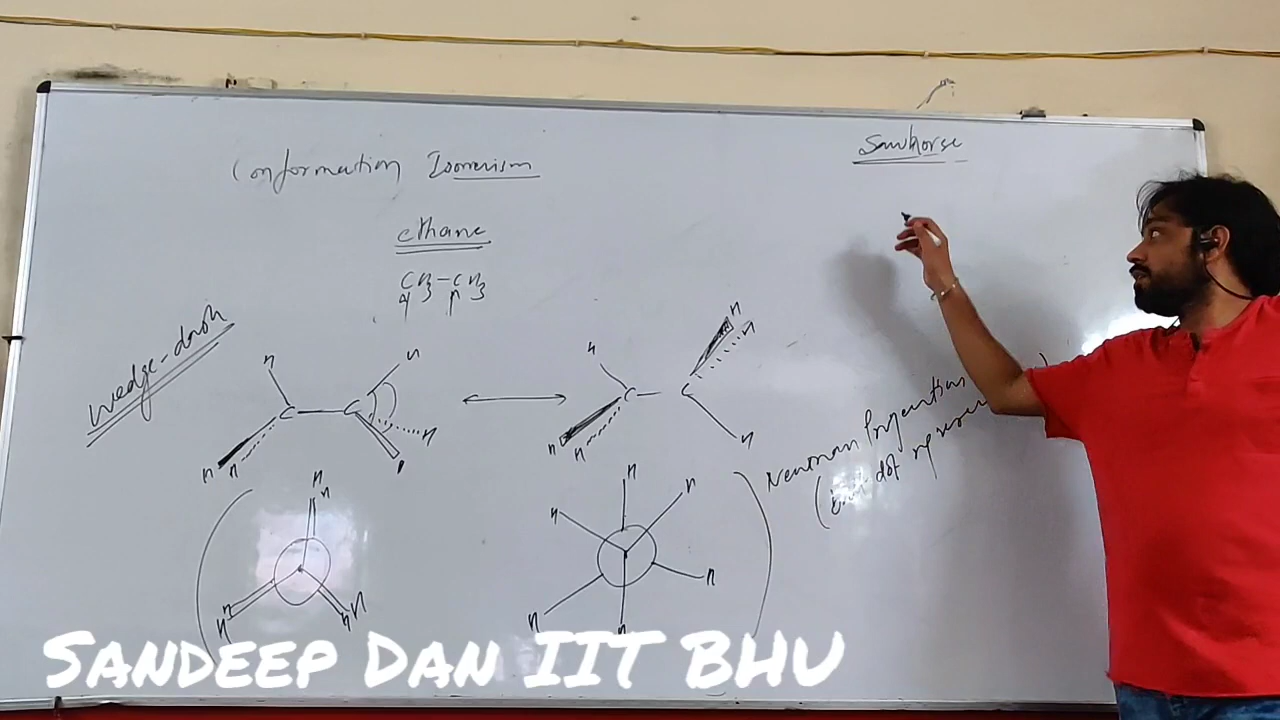 Sawhorse
Conformation Isomerism
ethane
CH3-CH3
Wedge-dash
H H
C C
H H H
H
H
C C
H H H
Newman Projection
H H
H
H
H
H H
H H
H
H
H
SANDEEP DAN IIT BHU